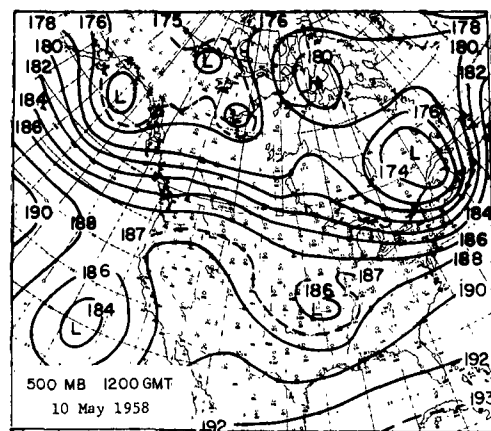 178 176 175 176 178
180 L 180 180
182 H 182
184 L L 176
186 L
174
190 188 187 184
186
187 188
186 186 190
184 L
L
192
500 MB 1200 GMT
10 May 1958 193
192